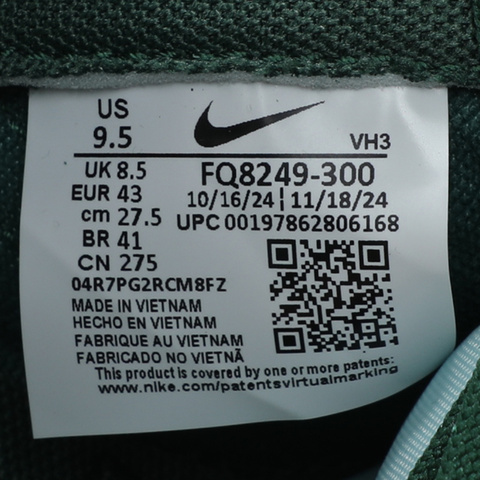 US
9.5
VH3
UK 8.5
FQ8249-300
EUR 43
10/16/24 | 11/18/24
cm 27.5
UPC 00197862806168
BR 41
CN 275
04R7PG2RCM8FZ
MADE IN VIETNAM
HECHO EN VIETNAM
FABRIQUE AU VIETNAM
FABRICADO NO VIETNÃ
This product is covered by one or more patents:
www.nike.com/patentsvirtualmarking